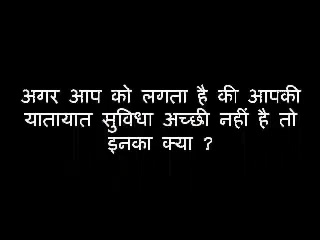 अगर आप को लगता है की आपकी
यातायात सुविधा अच्छी नहीं है तो
इनका क्या ?